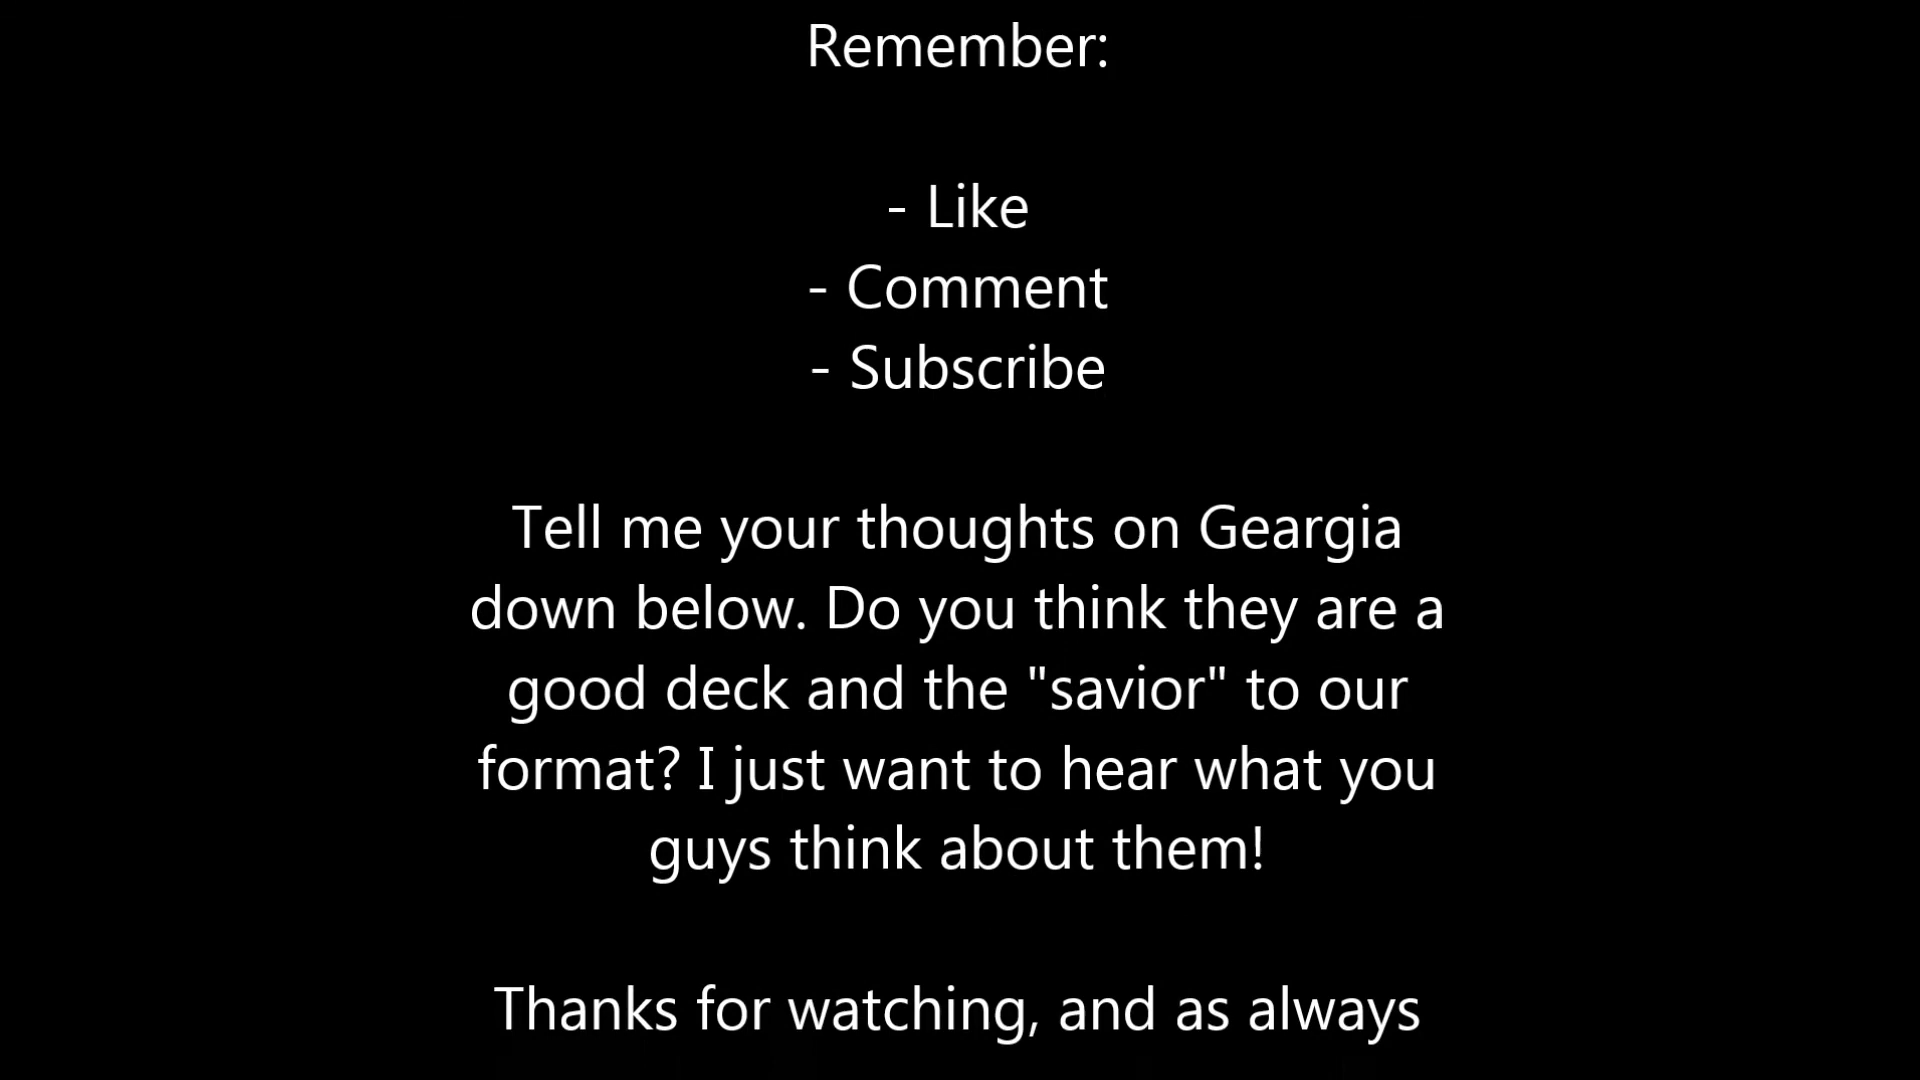 Remember:
- Like
- Comment
- Subscribe
Tell me your thoughts on Geargia
down below. Do you think they are a
good deck and the "savior" to our
format? I just want to hear what you
guys think about them!
Thanks for watching, and as always